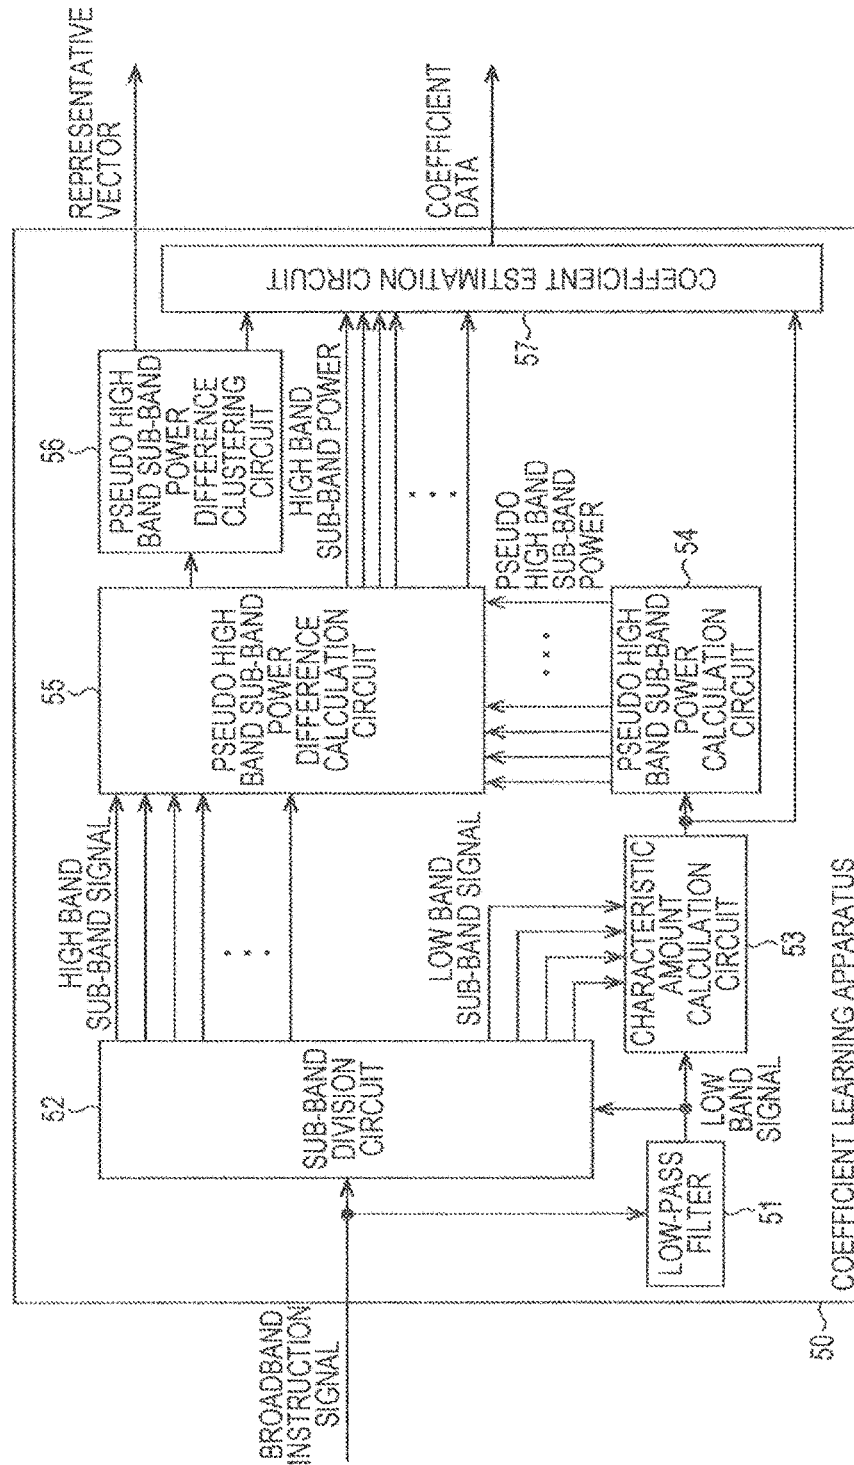 BROADBAND
INSTRUCTION
SIGNAL
50
COEFFICIENT LEARNING APPARATUS
LOW-PASS
FILTER
51
52
SUB-BAND
DIVISION
CIRCUIT
LOW
BAND
SIGNAL
HIGH BAND
SUB-BAND SIGNAL
LOW BAND
SUB-BAND SIGNAL
CHARACTERISTIC
AMOUNT
CALCULATION
CIRCUIT
53
55
PSEUDO HIGH
BAND SUB-BAND
POWER
DIFFERENCE
CALCULATION
CIRCUIT
PSEUDO HIGH
BAND SUB-BAND
POWER
CALCULATION
CIRCUIT
54
PSEUDO
HIGH BAND
SUB-BAND
POWER
56
PSEUDO HIGH
BAND SUB-BAND
POWER
DIFFERENCE
CLUSTERING
CIRCUIT
HIGH BAND
SUB-BAND POWER
57
COEFFICIENT ESTIMATION CIRCUIT
REPRESENTATIVE
VECTOR
COEFFICIENT
DATA